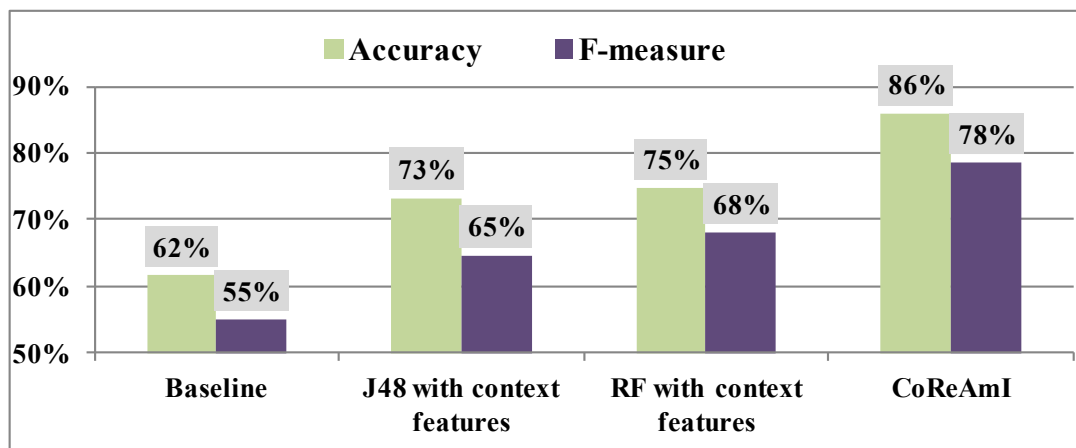 Accuracy F-measure
90%
80%
70%
60%
50%
62%
55%
73%
65%
75%
68%
86%
78%
Baseline
J48 with context
features
RF with context
features
CoReAmI